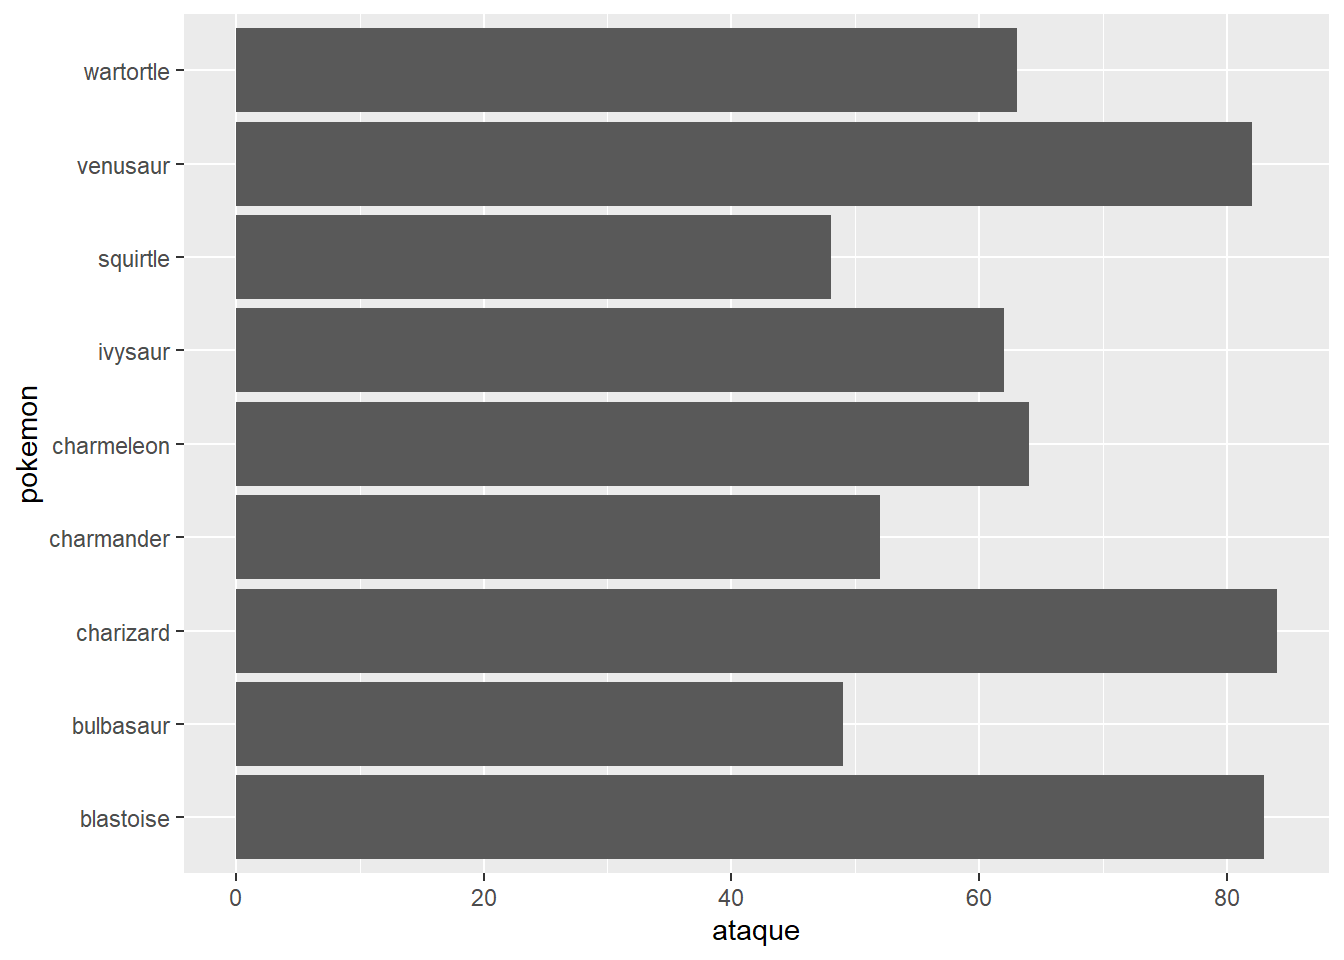 wartortle
venusaur
squirtle
ivysaur
charmeleon
charmander
charizard
bulbasaur
blastoise
pokemon
0 20 40 60 80
ataque